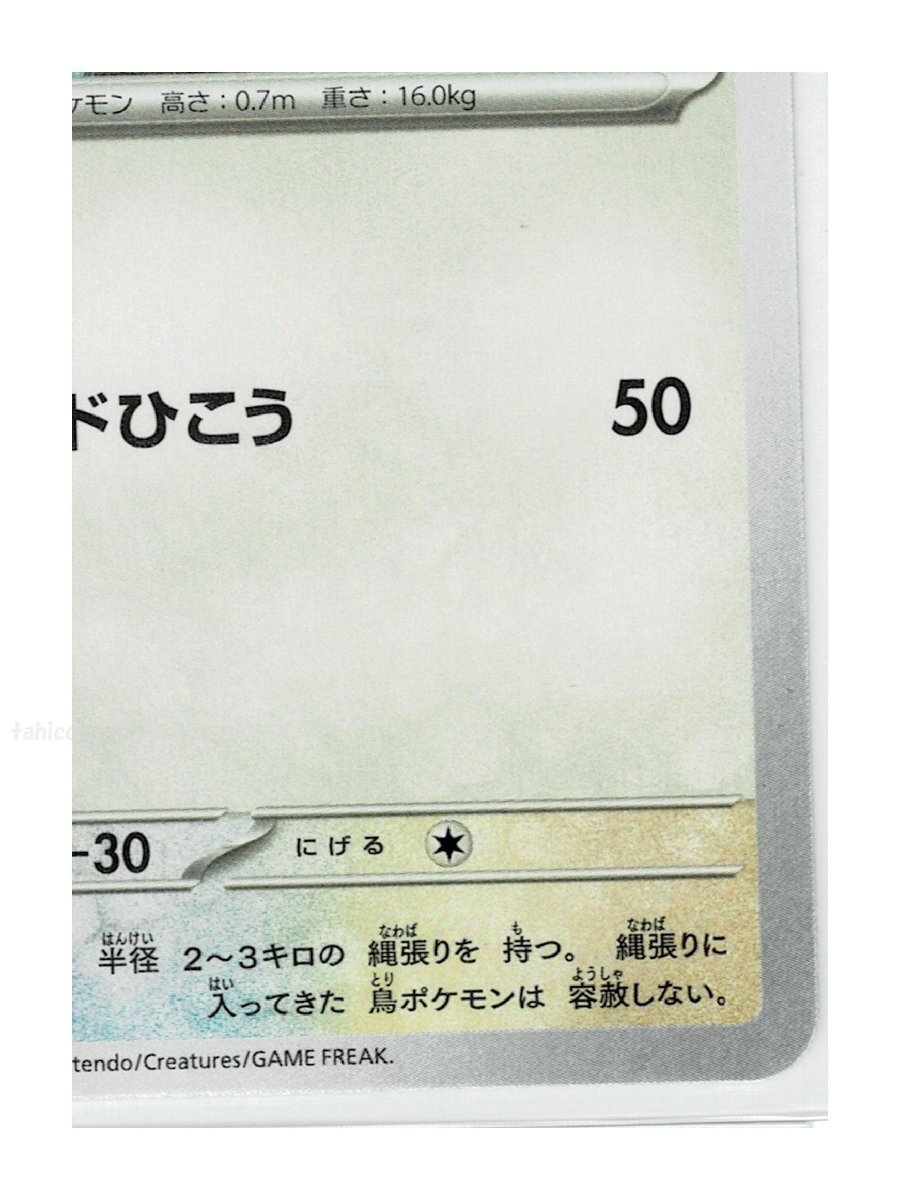 ケモン 高さ:0.7m 重さ:16.0kg
ドひこう 50
-30 にげる
半径 2～3キロの 縄張りを 持つ。 縄張りに
入ってきた 鳥ポケモンは 容赦しない。
tendo/Creatures/GAME FREAK.
tahico